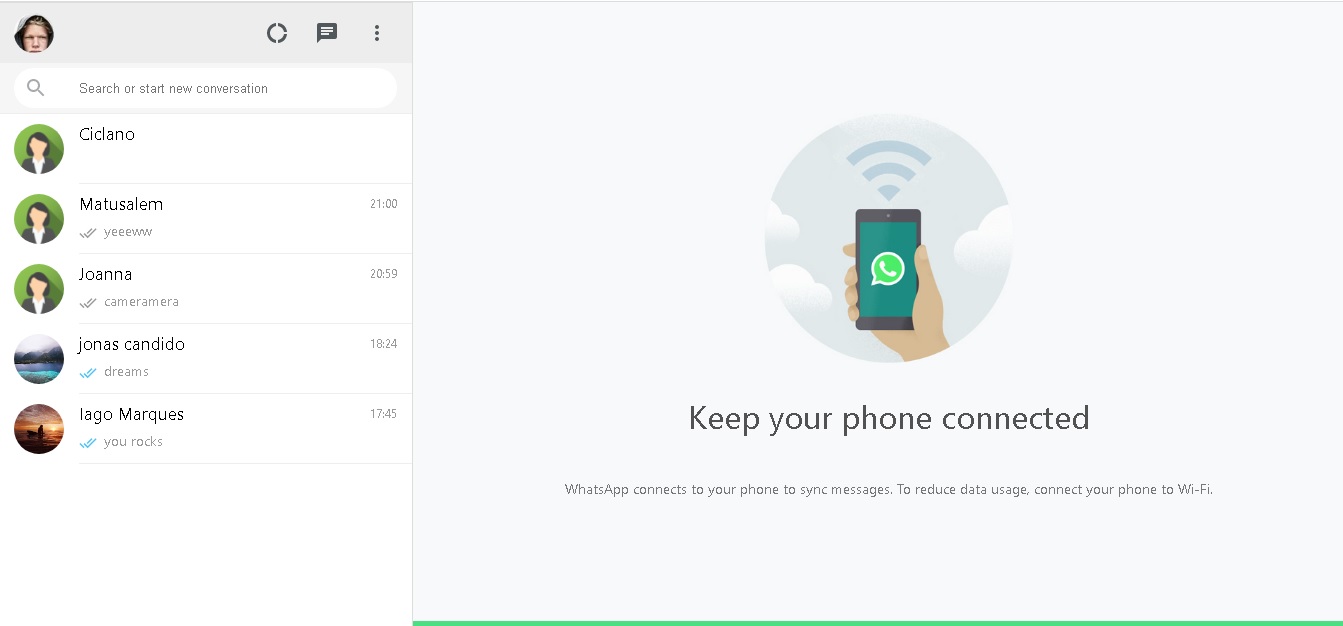 Search or start new conversation
Ciclano
Matusalem 21:00
yeeeww
Joanna 20:59
cameramera
jonas candido 18:24
dreams
Iago Marques 17:45
you rocks
Keep your phone connected
WhatsApp connects to your phone to sync messages. To reduce data usage, connect your phone to Wi-Fi.